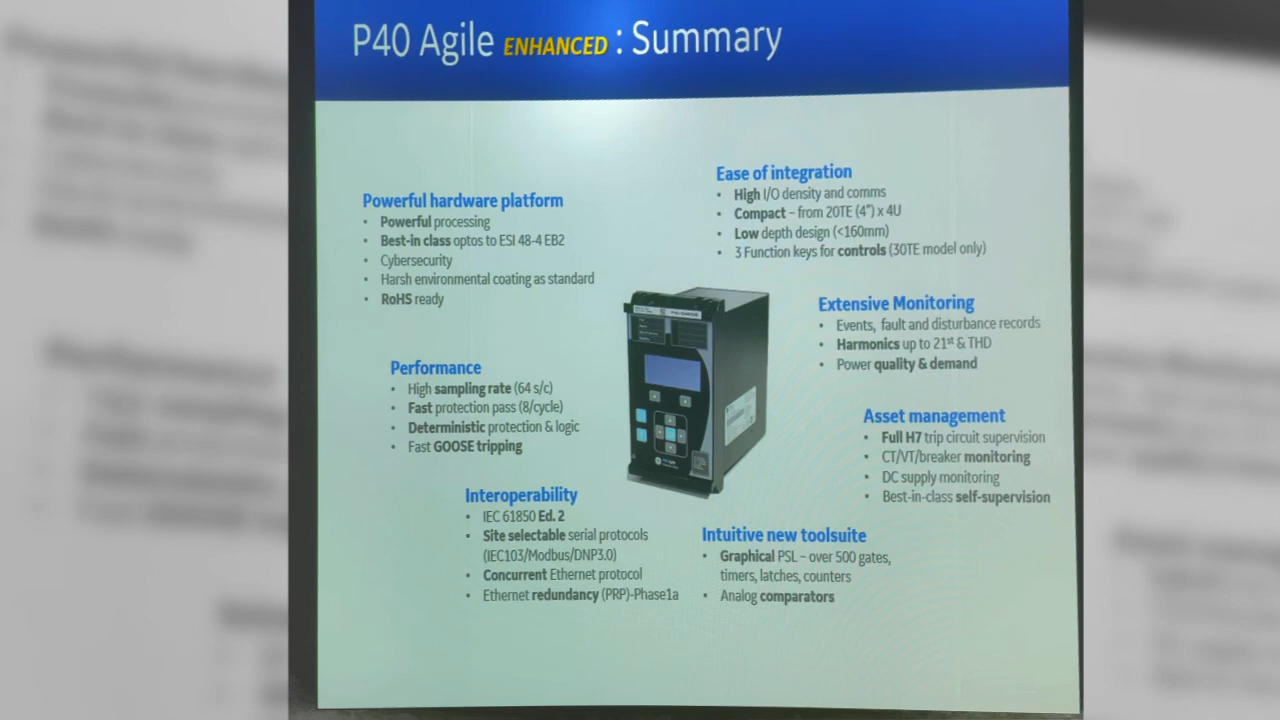 P40 Agile ENHANCED : Summary
Powerful hardware platform
• Powerful processing
• Best-in class optos to ESI 48-4 EB2
• Cybersecurity
• Harsh environmental coating as standard
• RoHS ready
Performance
• High sampling rate (64 s/c)
• Fast protection pass (8/cycle)
• Deterministic protection & logic
• Fast GOOSE tripping
Interoperability
• IEC 61850 Ed. 2
• Site selectable serial protocols
(IEC103/Modbus/DNP3.0)
• Concurrent Ethernet protocol
• Ethernet redundancy (PRP)-Phase1a
Ease of integration
• High I/O density and comms
• Compact – from 20TE (4”) x 4U
• Low depth design (<160mm)
• 3 Function keys for controls (30TE model only)
Extensive Monitoring
• Events, fault and disturbance records
• Harmonics up to 21st & THD
• Power quality & demand
Asset management
• Full H7 trip circuit supervision
• CT/VT/breaker monitoring
• DC supply monitoring
• Best-in-class self-supervision
Intuitive new toolsuite
• Graphical PSL – over 500 gates,
timers, latches, counters
• Analog comparators